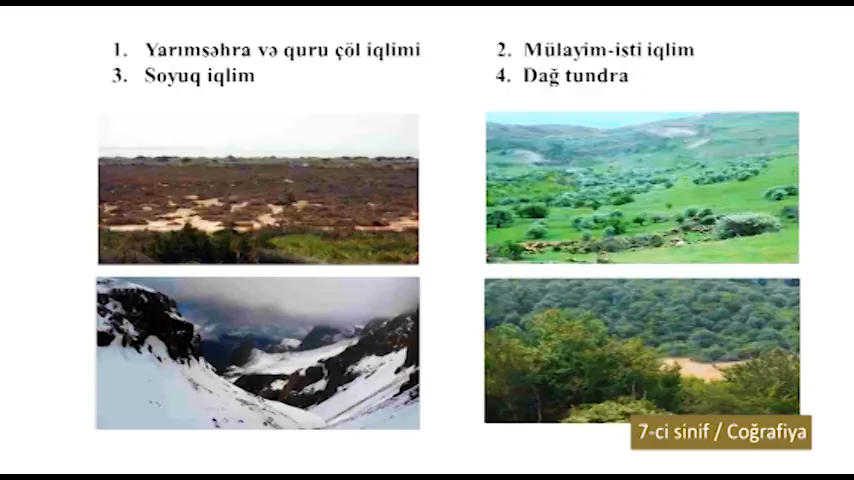 1. Yarımsəhra və quru çöl iqlimi
2. Mülayim-isti iqlim
3. Soyuq iqlim
4. Dağ tundra
7-ci sinif / Coğrafiya